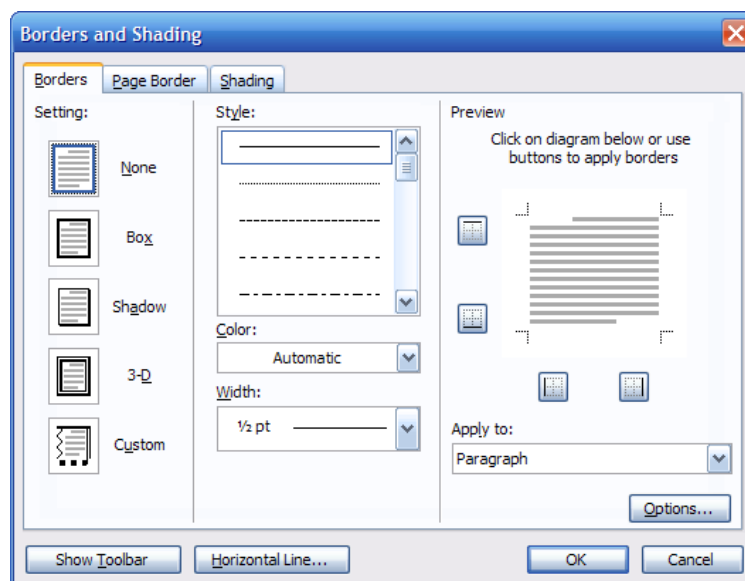 Borders and Shading
Borders
Page Border
Shading
Setting:
None
Box
Shadow
3-D
Custom
Style:
Color:
Automatic
Width:
½ pt
Preview
Click on diagram below or use
buttons to apply borders
Apply to:
Paragraph
Options...
Show Toolbar
Horizontal Line...
OK
Cancel